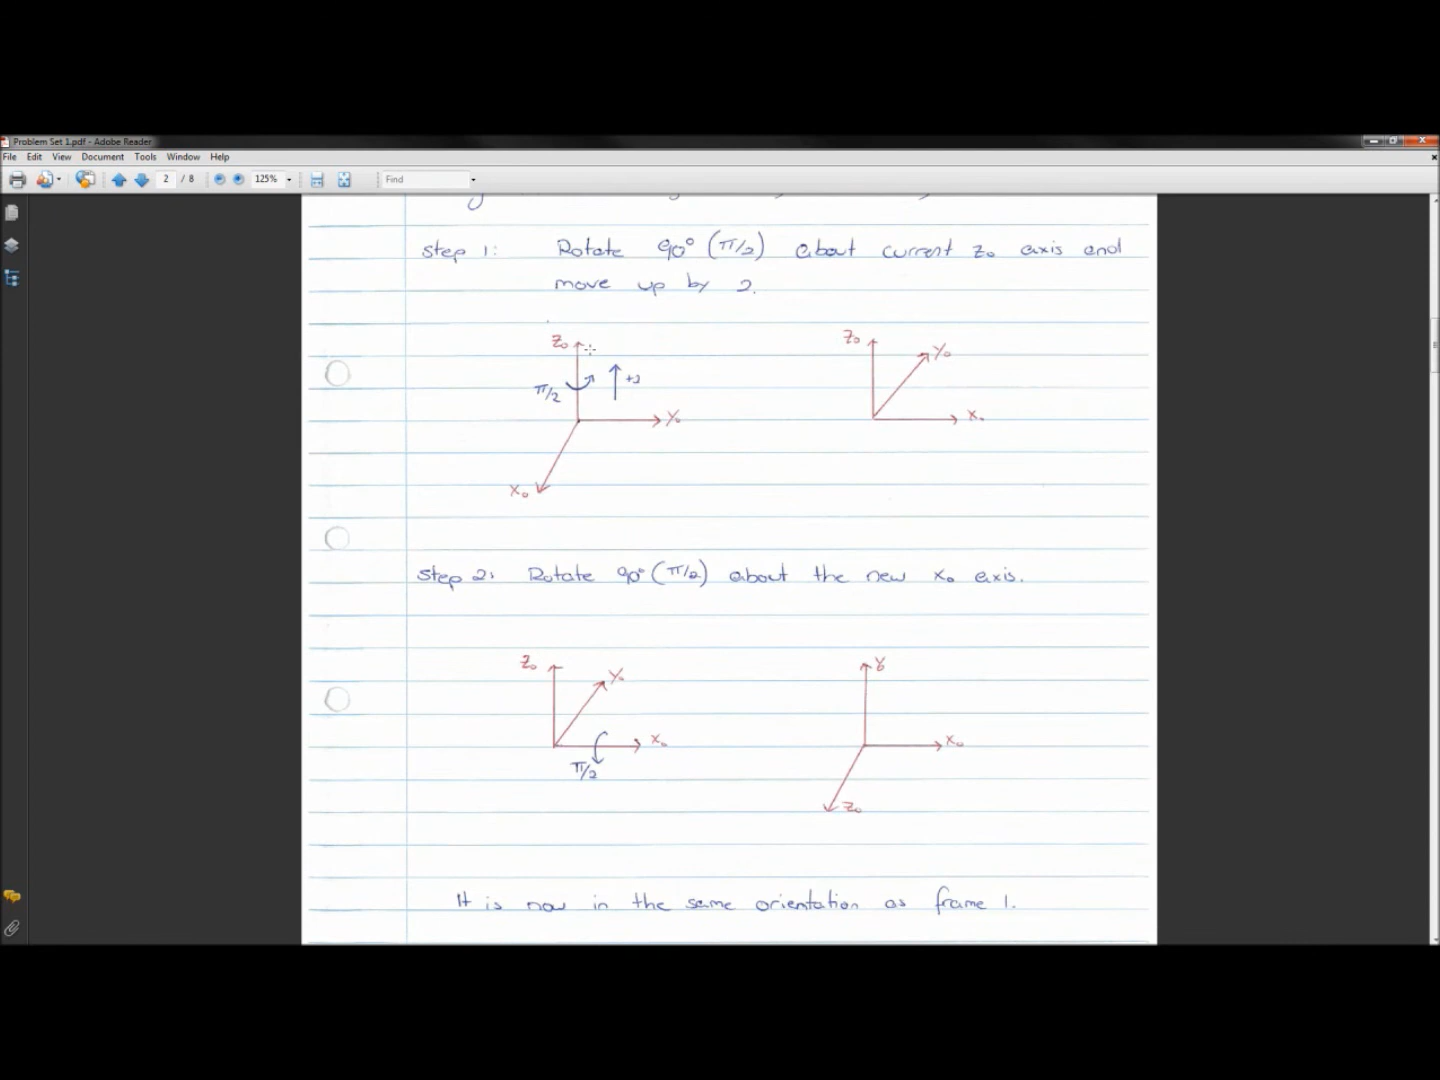 Problem Set 1.pdf - Adobe Reader
File Edit View Document Tools Window Help
2 / 8 125% Find
Step 1: Rotate 90° (π/2) about current Z₀ axis and
move up by 2.
Z₀
π/2
+2
Y₀
X₀
Z₀
Y₀
X₀
Step 2: Rotate 90° (π/2) about the new X₀ axis.
Z₀
Y₀
X₀
π/2
X₀
Z₀
It is now in the same orientation as frame 1.